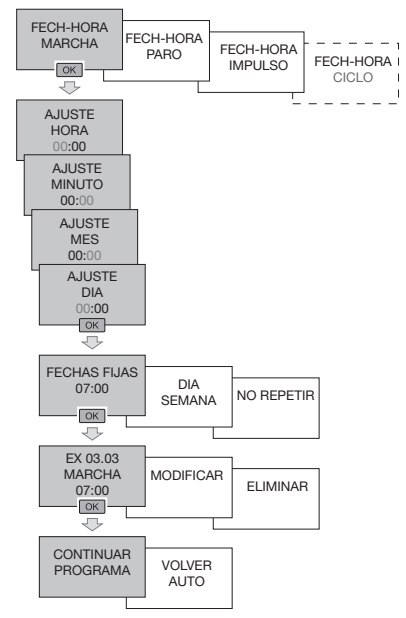 FECH-HORA
MARCHA
OK
FECH-HORA
PARO
FECH-HORA
IMPULSO
FECH-HORA
CICLO
AJUSTE
HORA
00:00
AJUSTE
MINUTO
00:00
AJUSTE
MES
00:00
AJUSTE
DIA
00:00
OK
FECHAS FIJAS
07:00
OK
DIA
SEMANA
NO REPETIR
EX 03.03
MARCHA
07:00
OK
MODIFICAR
ELIMINAR
CONTINUAR
PROGRAMA
VOLVER
AUTO